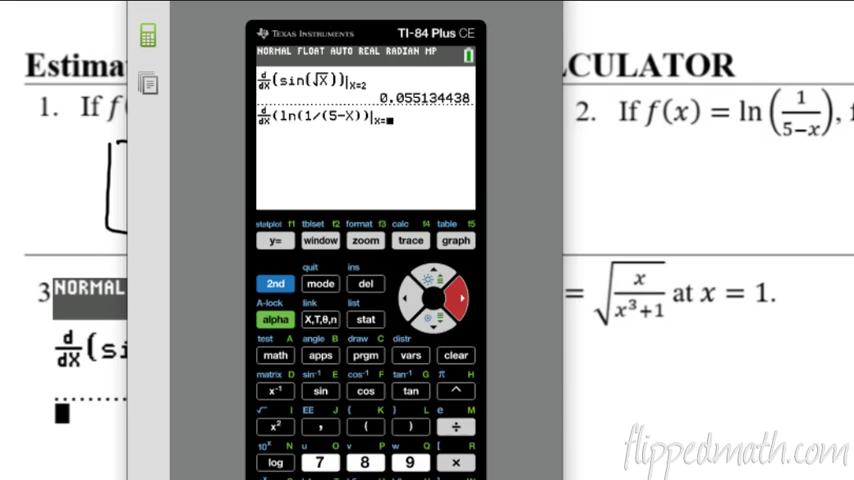 TEXAS INSTRUMENTS TI-84 Plus CE
NORMAL FLOAT AUTO REAL RADIAN MP
Estima
LCULATOR
1. If f
d/dX(sin(√X))|X=2
0.055134438
d/dX(ln(1/(5-X))|X=
2. If f(x) = ln(1/(5−x)), f
statplot f1 tblset f2 format f3 calc f4 table f5
y= window zoom trace graph
quit ins
2nd mode del
A-lock link list
alpha X,T,θ,n stat
test A angle B draw C distr
math apps prgm vars clear
matrix D sin⁻¹ E cos⁻¹ F tan⁻¹ G π H
x⁻¹ sin cos tan ^
√ I EE J { K } L e M
x² , ( ) ÷
10ˣ N u O v P w Q [ R
log 7 8 9 ×
3
NORMAL
d/dX(si
= √(x/(x³+1)) at x = 1.
flippedmath.com